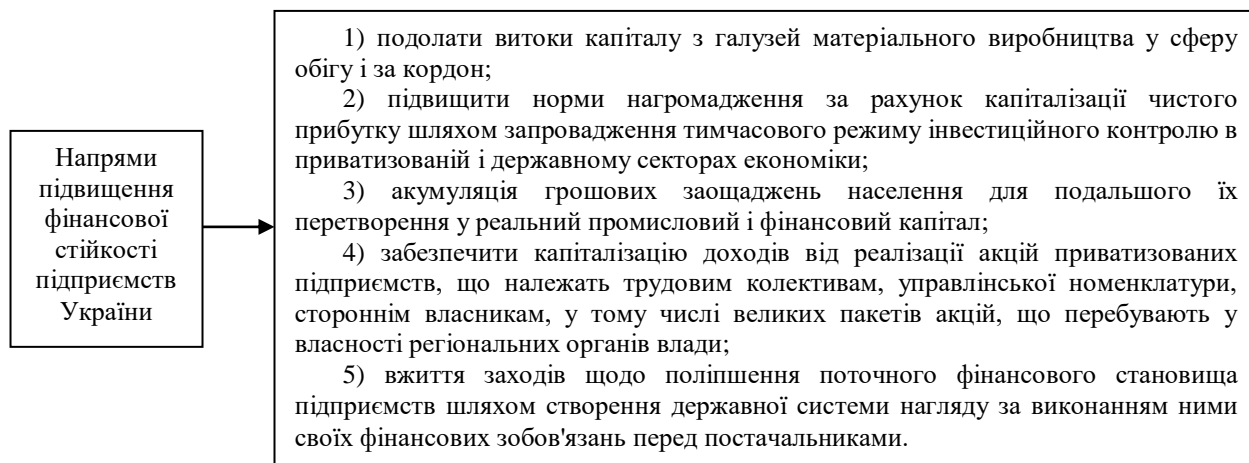 Напрями
підвищення
фінансової
стійкості
підприємств
України
1) подолати витоки капіталу з галузей матеріального виробництва у сферу
обігу і за кордон;
2) підвищити норми нагромадження за рахунок капіталізації чистого
прибутку шляхом запровадження тимчасового режиму інвестиційного контролю в
приватизованій і державному секторах економіки;
3) акумуляція грошових заощаджень населення для подальшого їх
перетворення у реальний промисловий і фінансовий капітал;
4) забезпечити капіталізацію доходів від реалізації акцій приватизованих
підприємств, що належать трудовим колективам, управлінської номенклатури,
стороннім власникам, у тому числі великих пакетів акцій, що перебувають у
власності регіональних органів влади;
5) вжиття заходів щодо поліпшення поточного фінансового становища
підприємств шляхом створення державної системи нагляду за виконанням ними
своїх фінансових зобов'язань перед постачальниками.